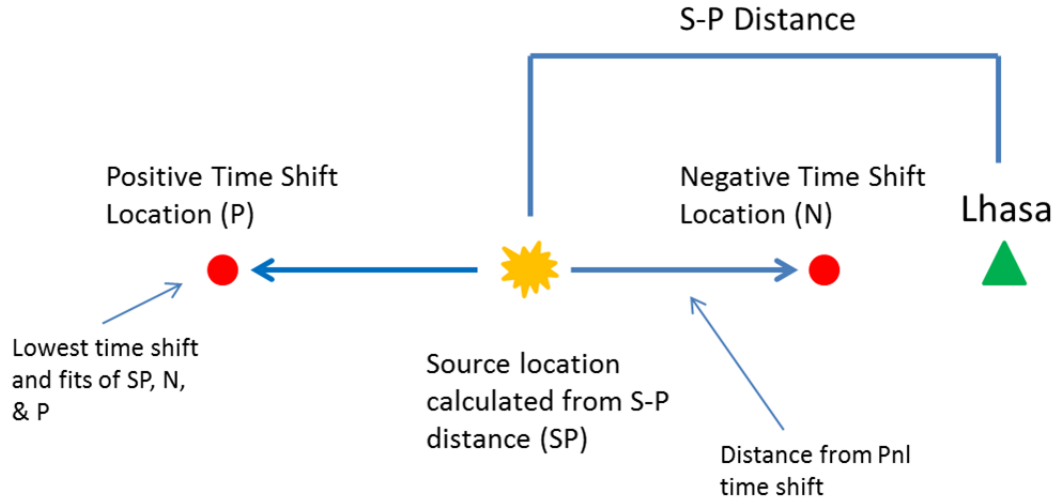 S-P Distance
Positive Time Shift
Location (P)
Negative Time Shift
Location (N)
Lhasa
Lowest time shift
and fits of SP, N,
& P
Source location
calculated from S-P
distance (SP)
Distance from Pnl
time shift